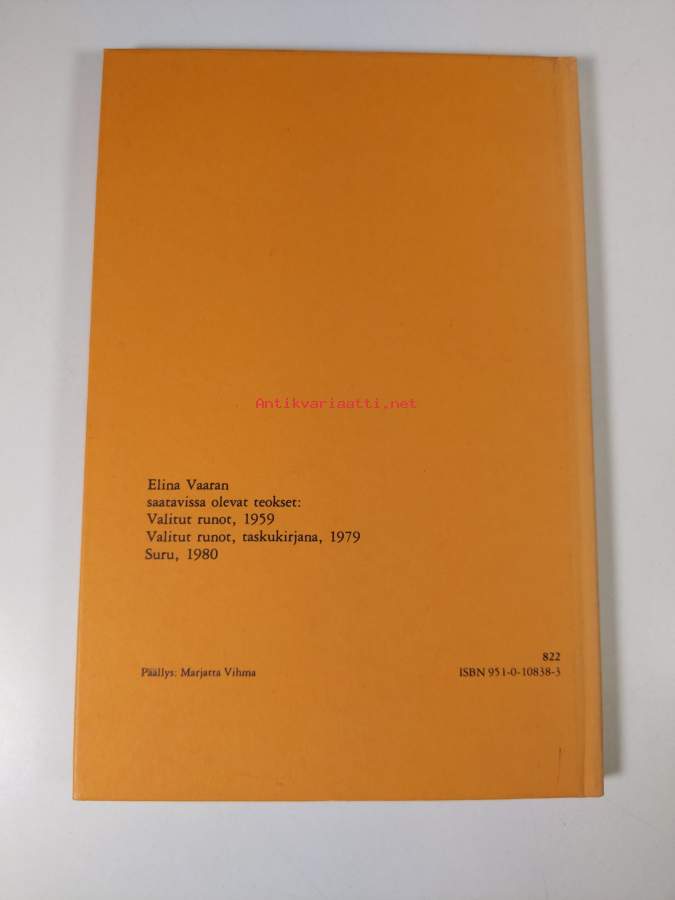 Antikvariaatti.net
Elina Vaaran
saatavissa olevat teokset:
Valitut runot, 1959
Valitut runot, taskukirjana, 1979
Suru, 1980
822
Päällys: Marjatta Vihma
ISBN 951-0-10838-3